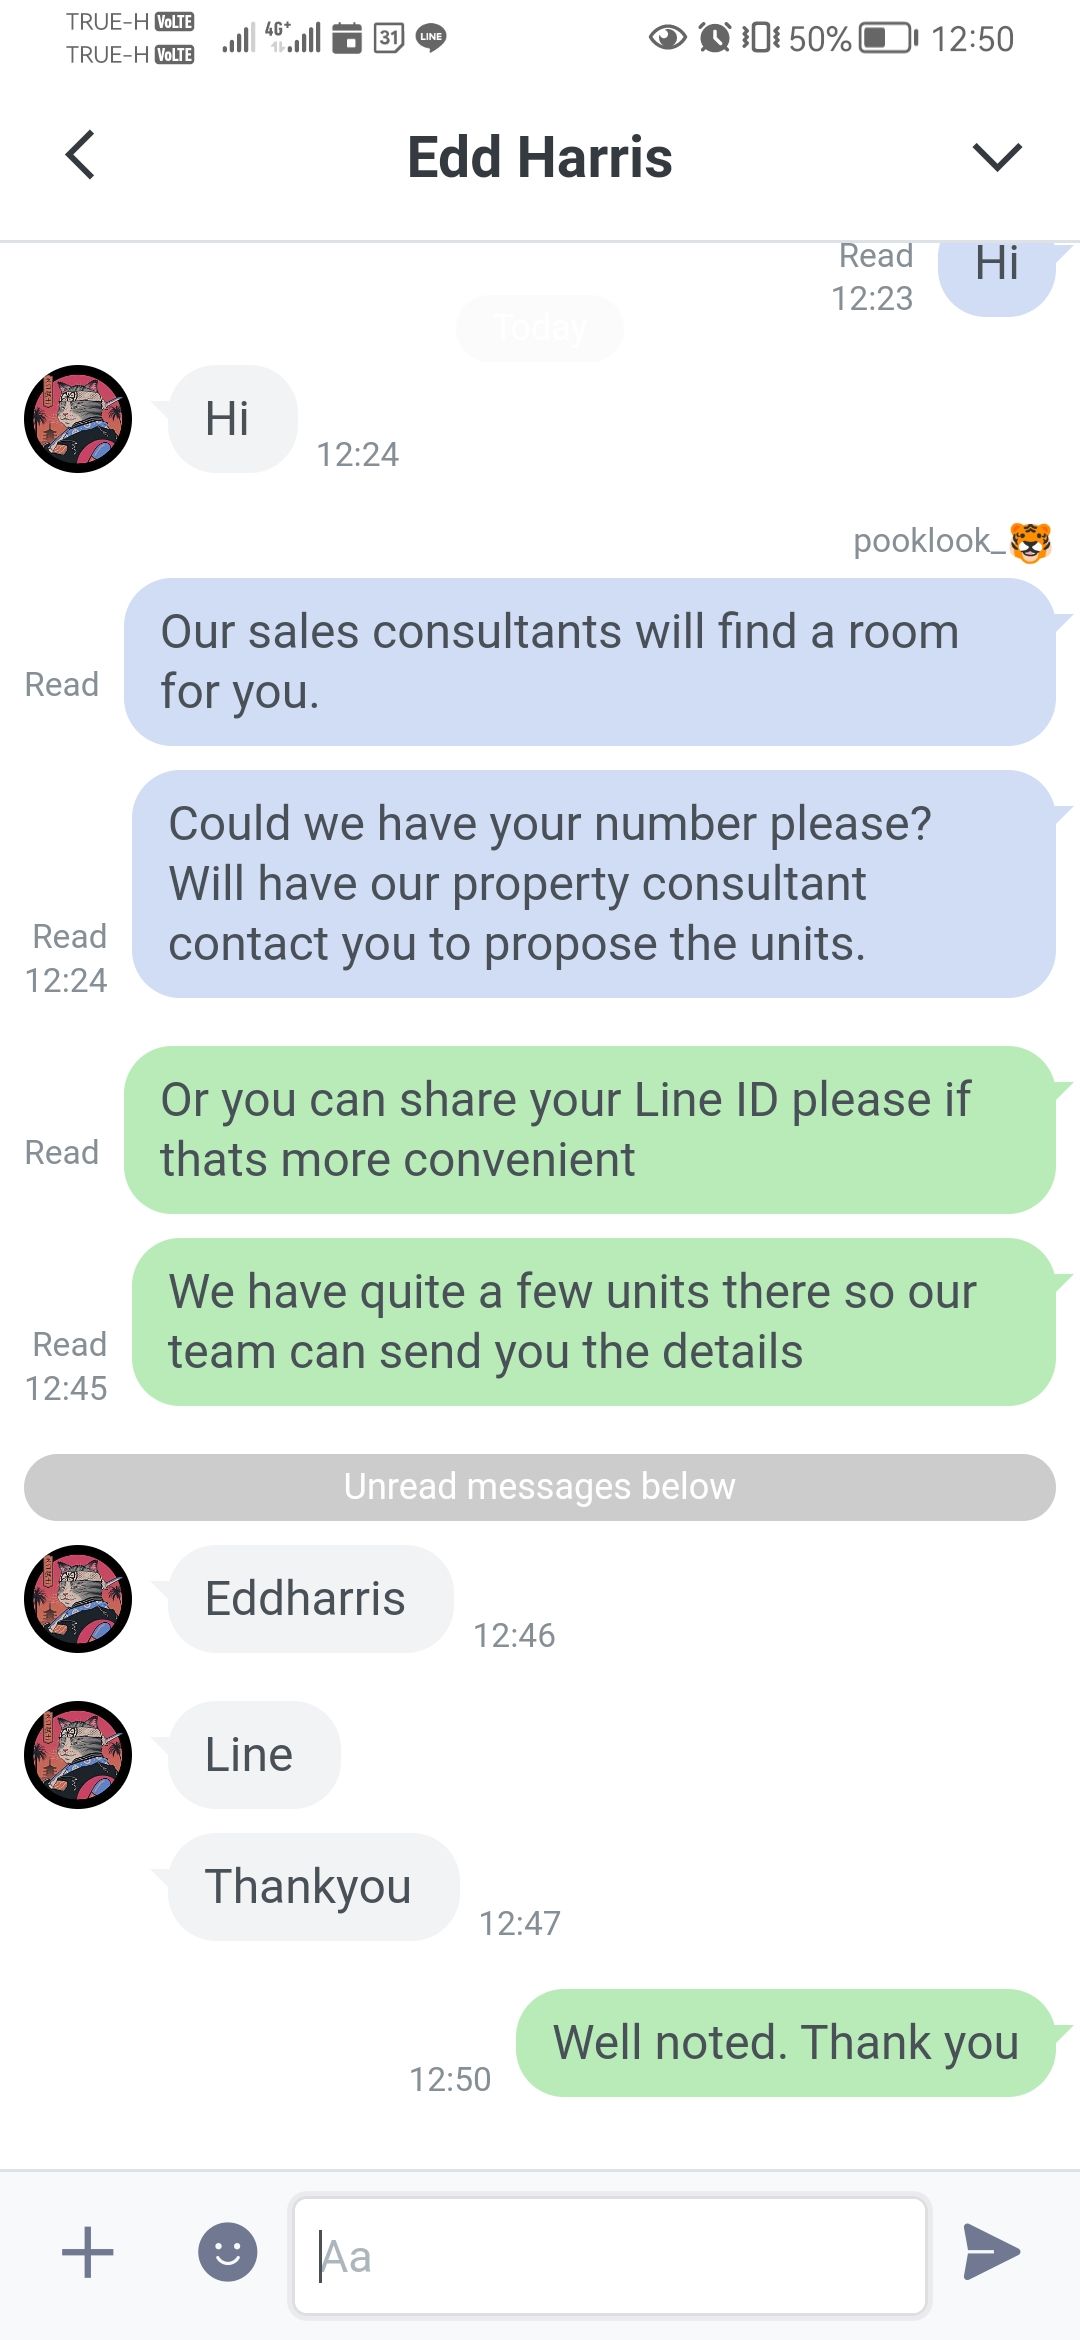 TRUE-H VoLTE
TRUE-H VoLTE
4G+
31
LINE
50%
12:50
Edd Harris
Read
12:23
Hi
Today
Hi
12:24
pooklook_🐯
Our sales consultants will find a room
for you.
Read
Could we have your number please?
Will have our property consultant
contact you to propose the units.
Read
12:24
Or you can share your Line ID please if
thats more convenient
Read
We have quite a few units there so our
team can send you the details
Read
12:45
Unread messages below
Eddharris
12:46
Line
Thankyou
12:47
Well noted. Thank you
12:50
Aa